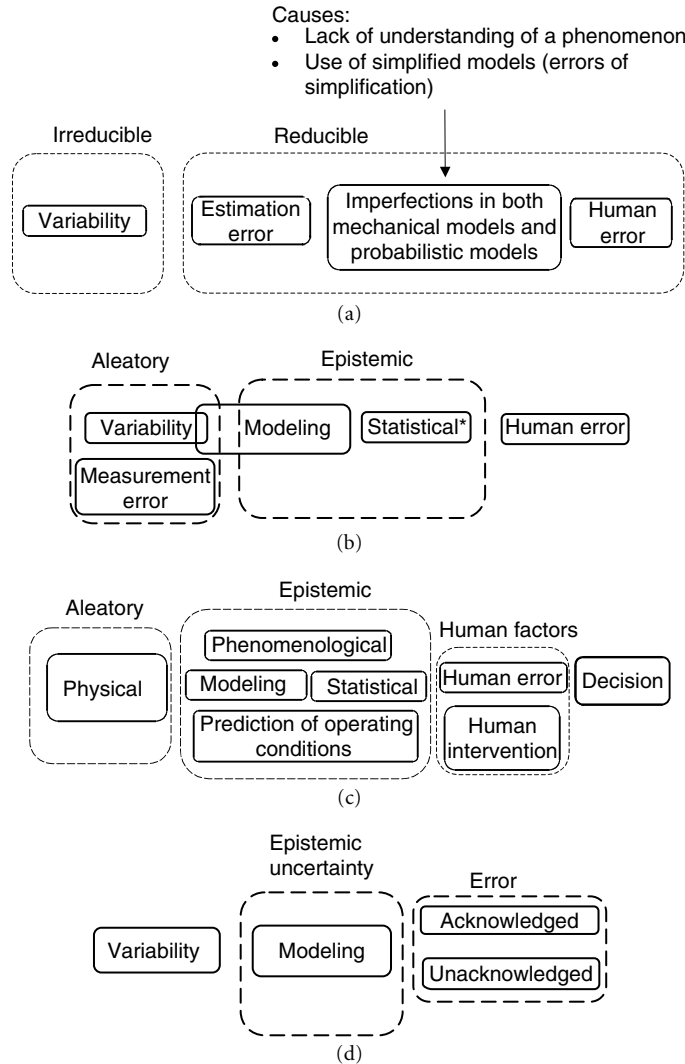 Causes:
• Lack of understanding of a phenomenon
• Use of simplified models (errors of
simplification)
Irreducible
Reducible
Variability
Estimation
error
Imperfections in both
mechanical models and
probabilistic models
Human
error
(a)
Aleatory
Epistemic
Variability
Modeling
Statistical*
Human error
Measurement
error
(b)
Aleatory
Epistemic
Human factors
Physical
Phenomenological
Modeling
Statistical
Prediction of operating
conditions
Human error
Human
intervention
Decision
(c)
Epistemic
uncertainty
Error
Variability
Modeling
Acknowledged
Unacknowledged
(d)